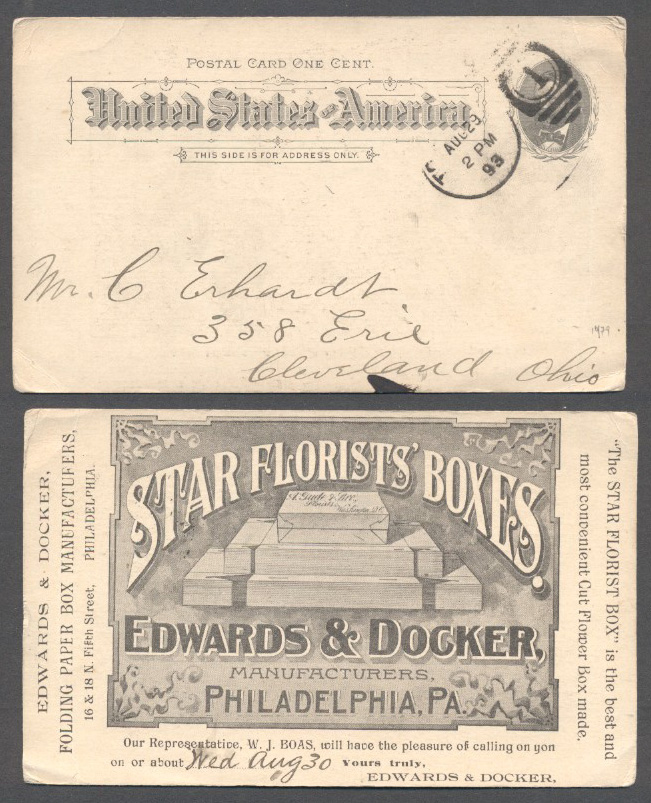 POSTAL CARD ONE CENT.
United States of America
THIS SIDE IS FOR ADDRESS ONLY.
1
AUG 29
2 PM
93
Mr. C Erhardt
358 Erie
Cleveland Ohio
1479
EDWARDS & DOCKER,
FOLDING PAPER BOX MANUFACTURERS,
16 & 18 N. Fifth Street, PHILADELPHIA.
STAR FLORISTS' BOXES.
EDWARDS & DOCKER,
MANUFACTURERS,
PHILADELPHIA, PA.
"The STAR FLORIST BOX" is the best and
most convenient Cut Flower Box made.
Our Representative, W. J. BOAS, will have the pleasure of calling on you
on or about Wed Aug 30 Yours truly,
EDWARDS & DOCKER.